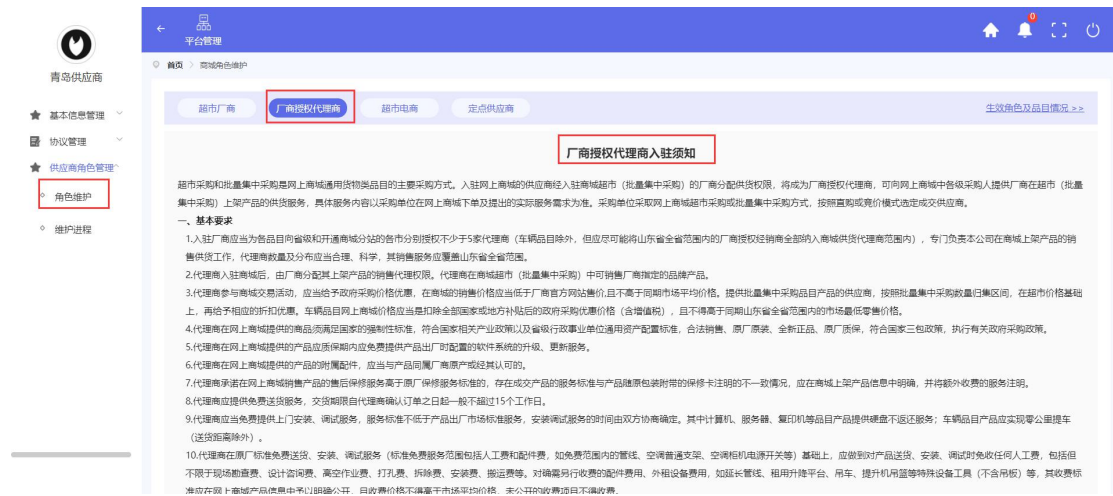 平台管理
0
青岛供应商
首页 > 商城角色维护
基本信息管理
协议管理
供应商角色管理
角色维护
维护进程
超市厂商
厂商授权代理商
超市电商
定点供应商
生效角色及品目情况 >>
厂商授权代理商入驻须知
超市采购和批量集中采购是网上商城通用货物类品目的主要采购方式。入驻网上商城的供应商经入驻商城超市（批量集中采购）的厂商分配供货权限，将成为厂商授权代理商，可向网上商城中各级采购人提供厂商在超市（批量
集中采购）上架产品的供货服务，具体服务内容以采购单位在网上商城下单及提出的实际服务需求为准。采购单位采取网上商城超市采购或批量集中采购方式，按照直购或竞价模式选定成交供应商。
一、基本要求
1.入驻厂商应当为各品目向省级和开通商城分站的各市分别授权不少于5家代理商（车辆品目除外，但应尽可能将山东省全省范围内的厂商授权经销商全部纳入商城供货代理商范围内），专门负责本公司在商城上架产品的销
售供货工作，代理商数量及分布应当合理、科学，其销售服务应覆盖山东省全省范围。
2.代理商入驻商城后，由厂商分配其上架产品的销售代理权限。代理商在商城超市（批量集中采购）中可销售厂商指定的品牌产品。
3.代理商参与商城交易活动，应当给予政府采购价格优惠，在商城的销售价格应当低于厂商官方网站售价,且不高于同期市场平均价格。提供批量集中采购品目产品的供应商，按照批量集中采购数量归集区间，在超市价格基础
上，再给予相应的折扣优惠。车辆品目网上商城价格应当是扣除全部国家或地方补贴后的政府采购优惠价格（含增值税），且不得高于同期山东省全省范围内的市场最低零售价格。
4.代理商在网上商城提供的商品须满足国家的强制性标准，符合国家相关产业政策以及省级行政事业单位通用资产配置标准，合法销售、原厂原装、全新正品、原厂质保，符合国家三包政策，执行有关政府采购政策。
5.代理商在网上商城提供的产品应质保期内应免费提供产品出厂时配置的软件系统的升级、更新服务。
6.代理商在网上商城提供的产品的附属配件，应当与产品同属厂商原产或经其认可的。
7.代理商承诺在网上商城销售产品的售后保修服务高于原厂保修服务标准的，存在成交产品的服务标准与产品随原包装附带的保修卡注明的不一致情况，应在商城上架产品信息中明确，并将额外收费的服务注明。
8.代理商应提供免费送货服务，交货期限自代理商确认订单之日起一般不超过15个工作日。
9.代理商应当免费提供上门安装、调试服务，服务标准不低于产品出厂市场标准服务，安装调试服务的时间由双方协商确定。其中计算机、服务器、复印机等品目产品提供硬盘不返还服务；车辆品目产品应实现零公里提车
（送货距离除外）。
10.代理商在原厂标准免费送货、安装、调试服务（标准免费服务范围包括人工费和配件费，如免费范围内的管线、空调普通支架、空调柜机电源开关等）基础上，应做到对产品送货、安装、调试时免收任何人工费，包括但
不限于现场勘查费、设计咨询费、高空作业费、打孔费、拆除费、安装费、搬运费等。对确需另行收费的配件费用、外租设备费用，如延长管线、租用升降平台、吊车、提升机吊篮等特殊设备工具（不含吊板）等，其收费标
准应在网上商城产品信息中予以明确公开，且收费价格不得高于市场平均价格，未公开的收费项目不得收费。